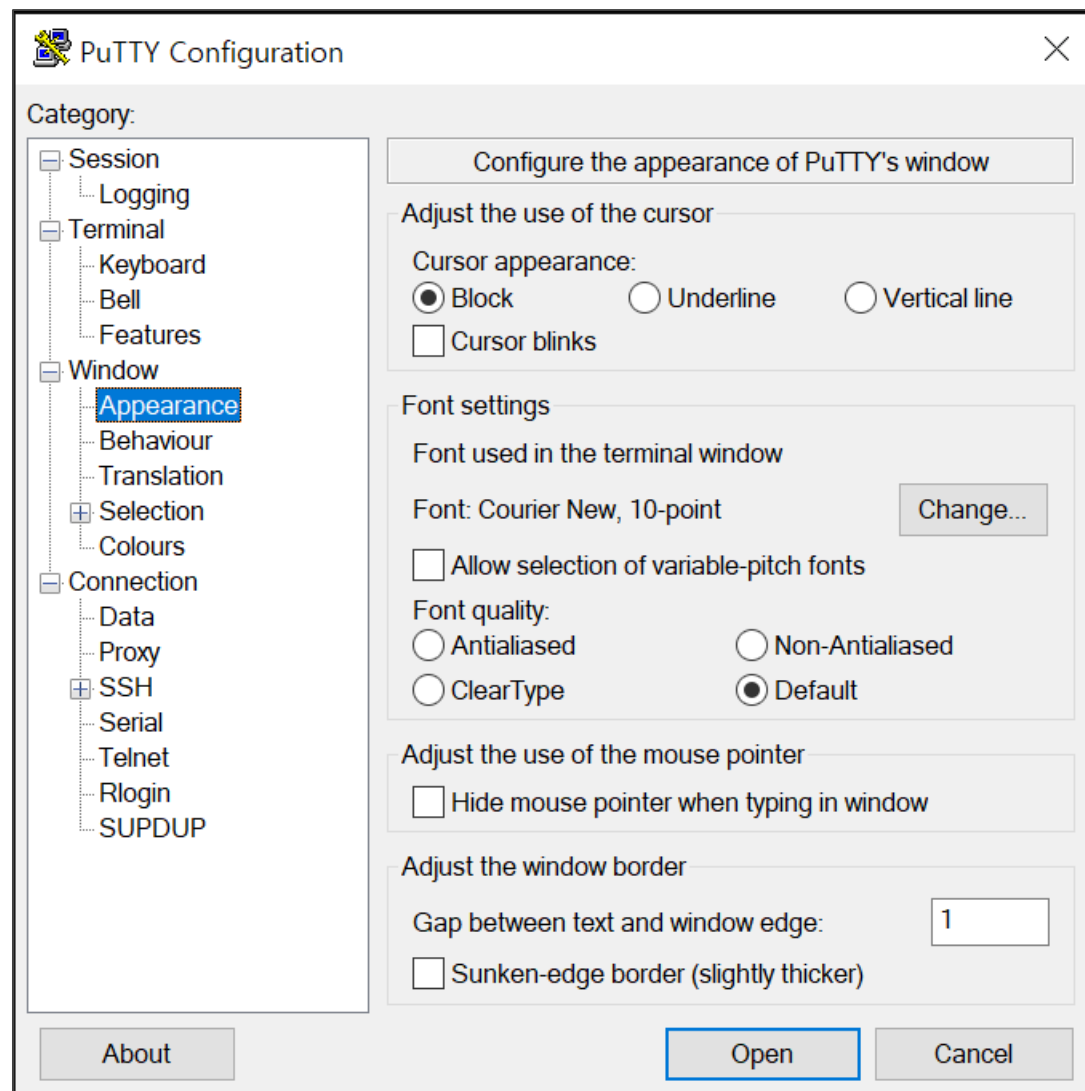 PuTTY Configuration
Category:
Session
Logging
Terminal
Keyboard
Bell
Features
Window
Appearance
Behaviour
Translation
Selection
Colours
Connection
Data
Proxy
SSH
Serial
Telnet
Rlogin
SUPDUP
Configure the appearance of PuTTY's window
Adjust the use of the cursor
Cursor appearance:
Block Underline Vertical line
Cursor blinks
Font settings
Font used in the terminal window
Font: Courier New, 10-point Change...
Allow selection of variable-pitch fonts
Font quality:
Antialiased Non-Antialiased
ClearType Default
Adjust the use of the mouse pointer
Hide mouse pointer when typing in window
Adjust the window border
Gap between text and window edge: 1
Sunken-edge border (slightly thicker)
About Open Cancel